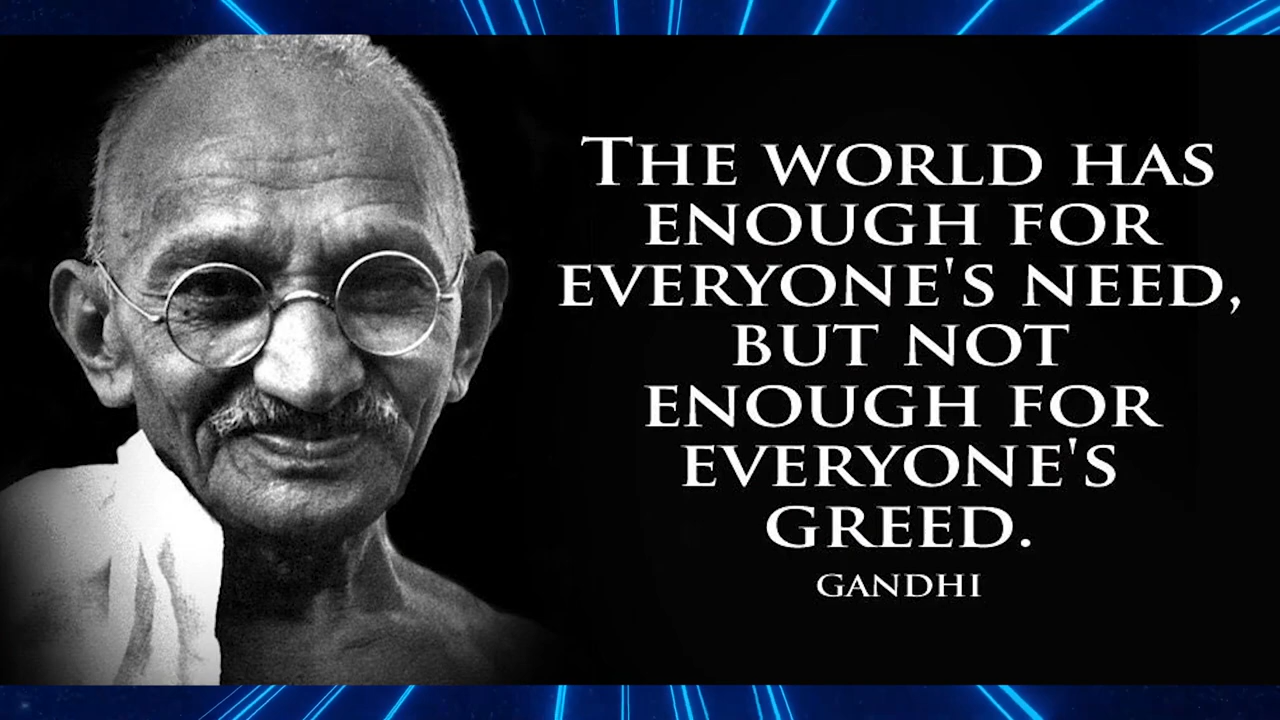 THE WORLD HAS
ENOUGH FOR
EVERYONE'S NEED,
BUT NOT
ENOUGH FOR
EVERYONE'S
GREED.
GANDHI